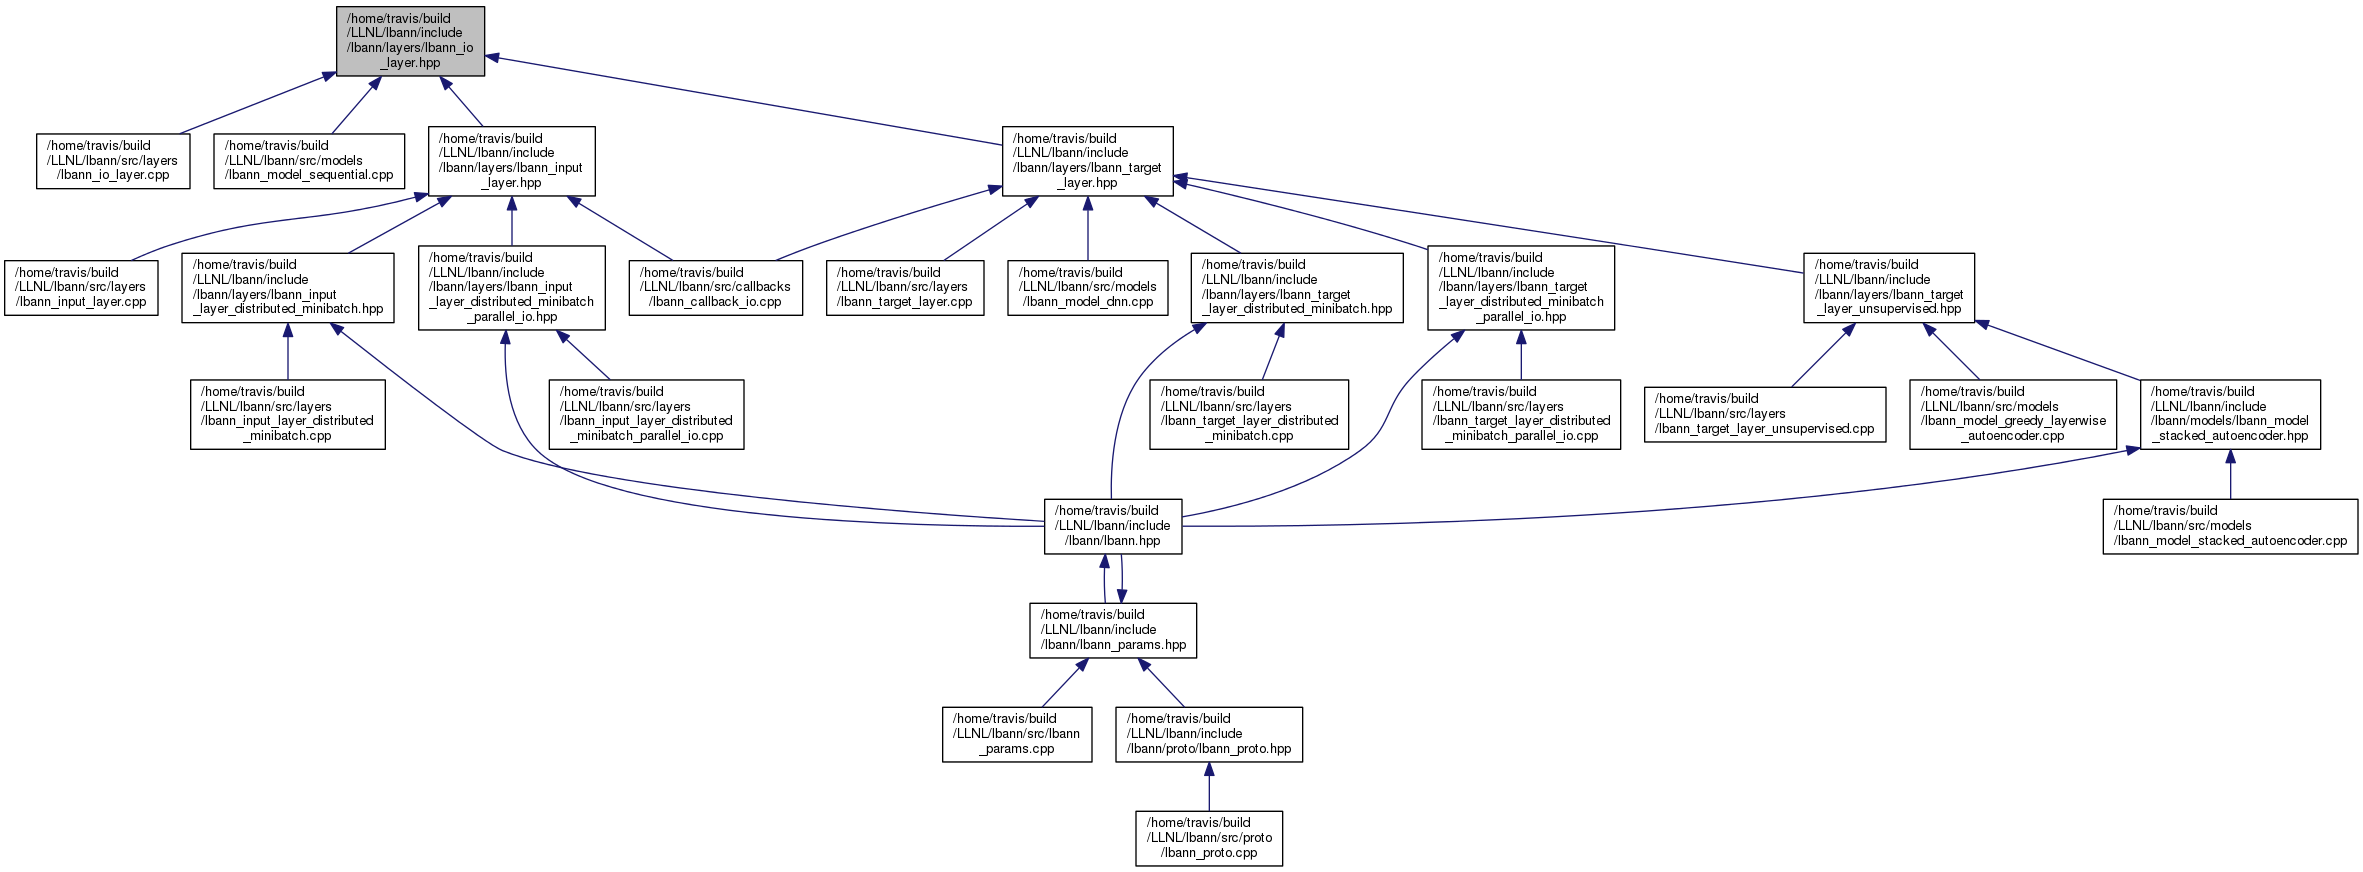 /home/travis/build
/LLNL/lbann/include
/lbann/layers/lbann_io
_layer.hpp
/home/travis/build
/LLNL/lbann/src/layers
/lbann_io_layer.cpp
/home/travis/build
/LLNL/lbann/src/models
/lbann_model_sequential.cpp
/home/travis/build
/LLNL/lbann/include
/lbann/layers/lbann_input
_layer.hpp
/home/travis/build
/LLNL/lbann/include
/lbann/layers/lbann_target
_layer.hpp
/home/travis/build
/LLNL/lbann/src/layers
/lbann_input_layer.cpp
/home/travis/build
/LLNL/lbann/include
/lbann/layers/lbann_input
_layer_distributed_minibatch.hpp
/home/travis/build
/LLNL/lbann/include
/lbann/layers/lbann_input
_layer_distributed_minibatch
_parallel_io.hpp
/home/travis/build
/LLNL/lbann/src/callbacks
/lbann_callback_io.cpp
/home/travis/build
/LLNL/lbann/src/layers
/lbann_target_layer.cpp
/home/travis/build
/LLNL/lbann/src/models
/lbann_model_dnn.cpp
/home/travis/build
/LLNL/lbann/include
/lbann/layers/lbann_target
_layer_distributed_minibatch.hpp
/home/travis/build
/LLNL/lbann/include
/lbann/layers/lbann_target
_layer_distributed_minibatch
_parallel_io.hpp
/home/travis/build
/LLNL/lbann/include
/lbann/layers/lbann_target
_layer_unsupervised.hpp
/home/travis/build
/LLNL/lbann/src/layers
/lbann_input_layer_distributed
_minibatch.cpp
/home/travis/build
/LLNL/lbann/src/layers
/lbann_input_layer_distributed
_minibatch_parallel_io.cpp
/home/travis/build
/LLNL/lbann/src/layers
/lbann_target_layer_distributed
_minibatch.cpp
/home/travis/build
/LLNL/lbann/src/layers
/lbann_target_layer_distributed
_minibatch_parallel_io.cpp
/home/travis/build
/LLNL/lbann/src/layers
/lbann_target_layer_unsupervised.cpp
/home/travis/build
/LLNL/lbann/src/models
/lbann_model_greedy_layerwise
_autoencoder.cpp
/home/travis/build
/LLNL/lbann/include
/lbann/models/lbann_model
_stacked_autoencoder.hpp
/home/travis/build
/LLNL/lbann/include
/lbann/lbann.hpp
/home/travis/build
/LLNL/lbann/src/models
/lbann_model_stacked_autoencoder.cpp
/home/travis/build
/LLNL/lbann/include
/lbann/lbann_params.hpp
/home/travis/build
/LLNL/lbann/src/lbann
_params.cpp
/home/travis/build
/LLNL/lbann/include
/lbann/proto/lbann_proto.hpp
/home/travis/build
/LLNL/lbann/src/proto
/lbann_proto.cpp